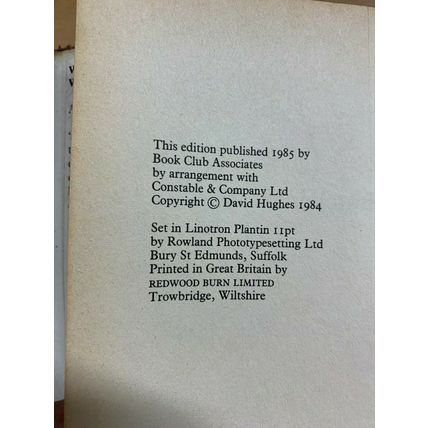 This edition published 1985 by
Book Club Associates
by arrangement with
Constable & Company Ltd
Copyright © David Hughes 1984
Set in Linotron Plantin 11pt
by Rowland Phototypesetting Ltd
Bury St Edmunds, Suffolk
Printed in Great Britain by
REDWOOD BURN LIMITED
Trowbridge, Wiltshire